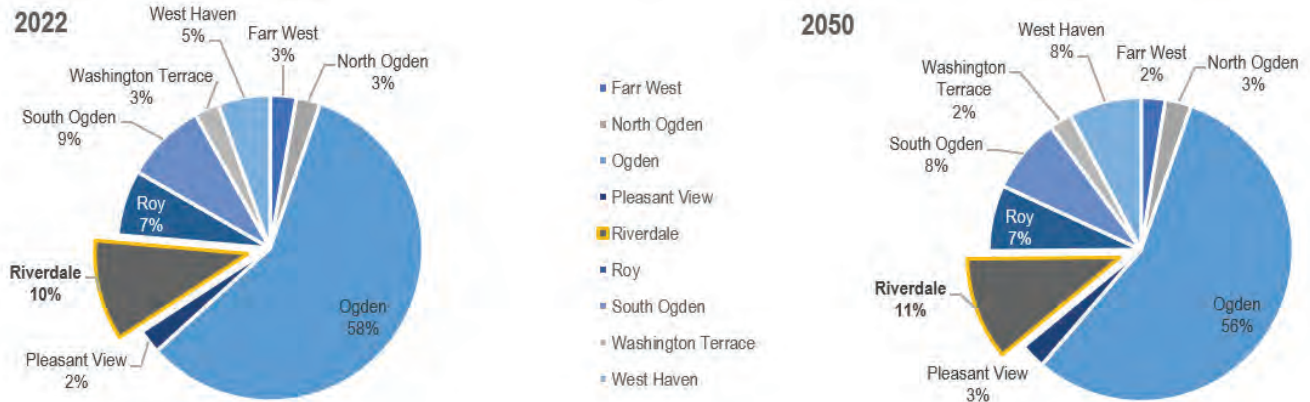 2022
West Haven
5%
Farr West
3%
North Ogden
3%
Washington Terrace
3%
South Ogden
9%
Roy
7%
Riverdale
10%
Pleasant View
2%
Ogden
58%
Farr West
North Ogden
Ogden
Pleasant View
Riverdale
Roy
South Ogden
Washington Terrace
West Haven
2050
West Haven
8%
Farr West
2%
North Ogden
3%
Washington
Terrace
2%
South Ogden
8%
Roy
7%
Riverdale
11%
Pleasant View
3%
Ogden
56%